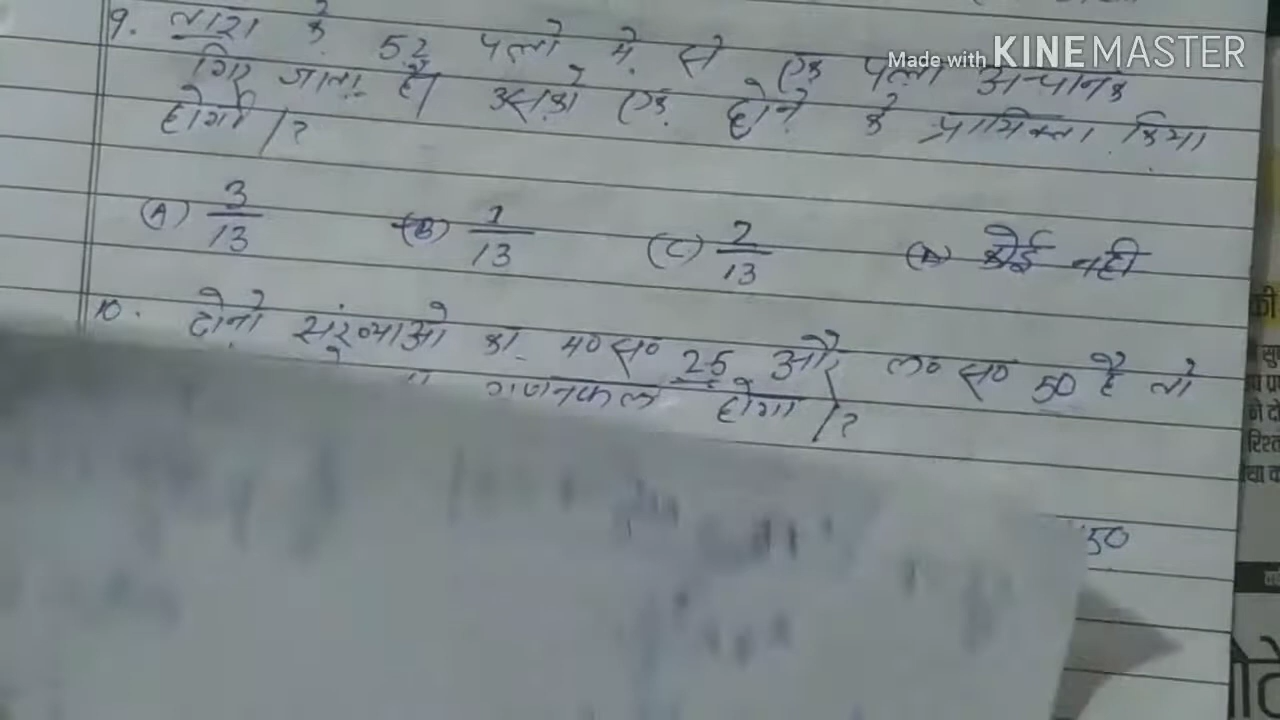 Made with KINEMASTER
9. ताश के 52 पत्तो मे से एक पत्ता अचानक
गिर जाता है। उसको एक होने के प्रायिकता किया
होगी /?
(A) 3/13 (B) 1/13 (C) 2/13 (D) कोई नही
10. दोनो संख्याओ का म० स० 25 और ल० स० 50 है तो
गुणनफल होगा /?
50
की